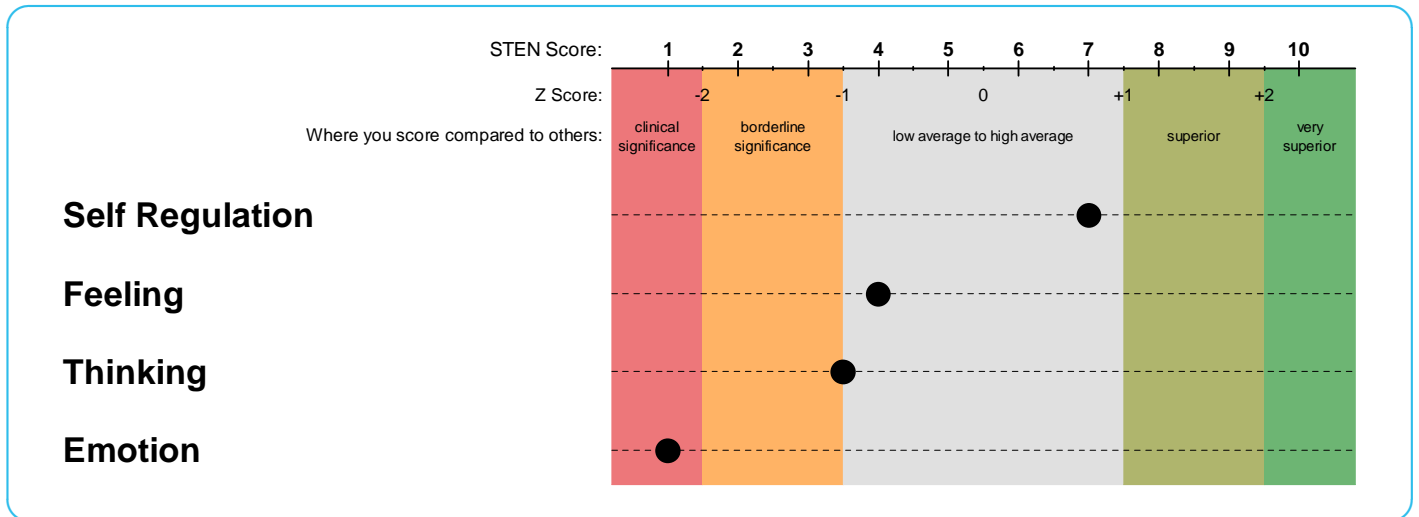 STEN Score: 1 2 3 4 5 6 7 8 9 10
Z Score: -2 -1 0 +1 +2
Where you score compared to others: clinical significance borderline significance low average to high average superior very superior
Self Regulation
Feeling
Thinking
Emotion